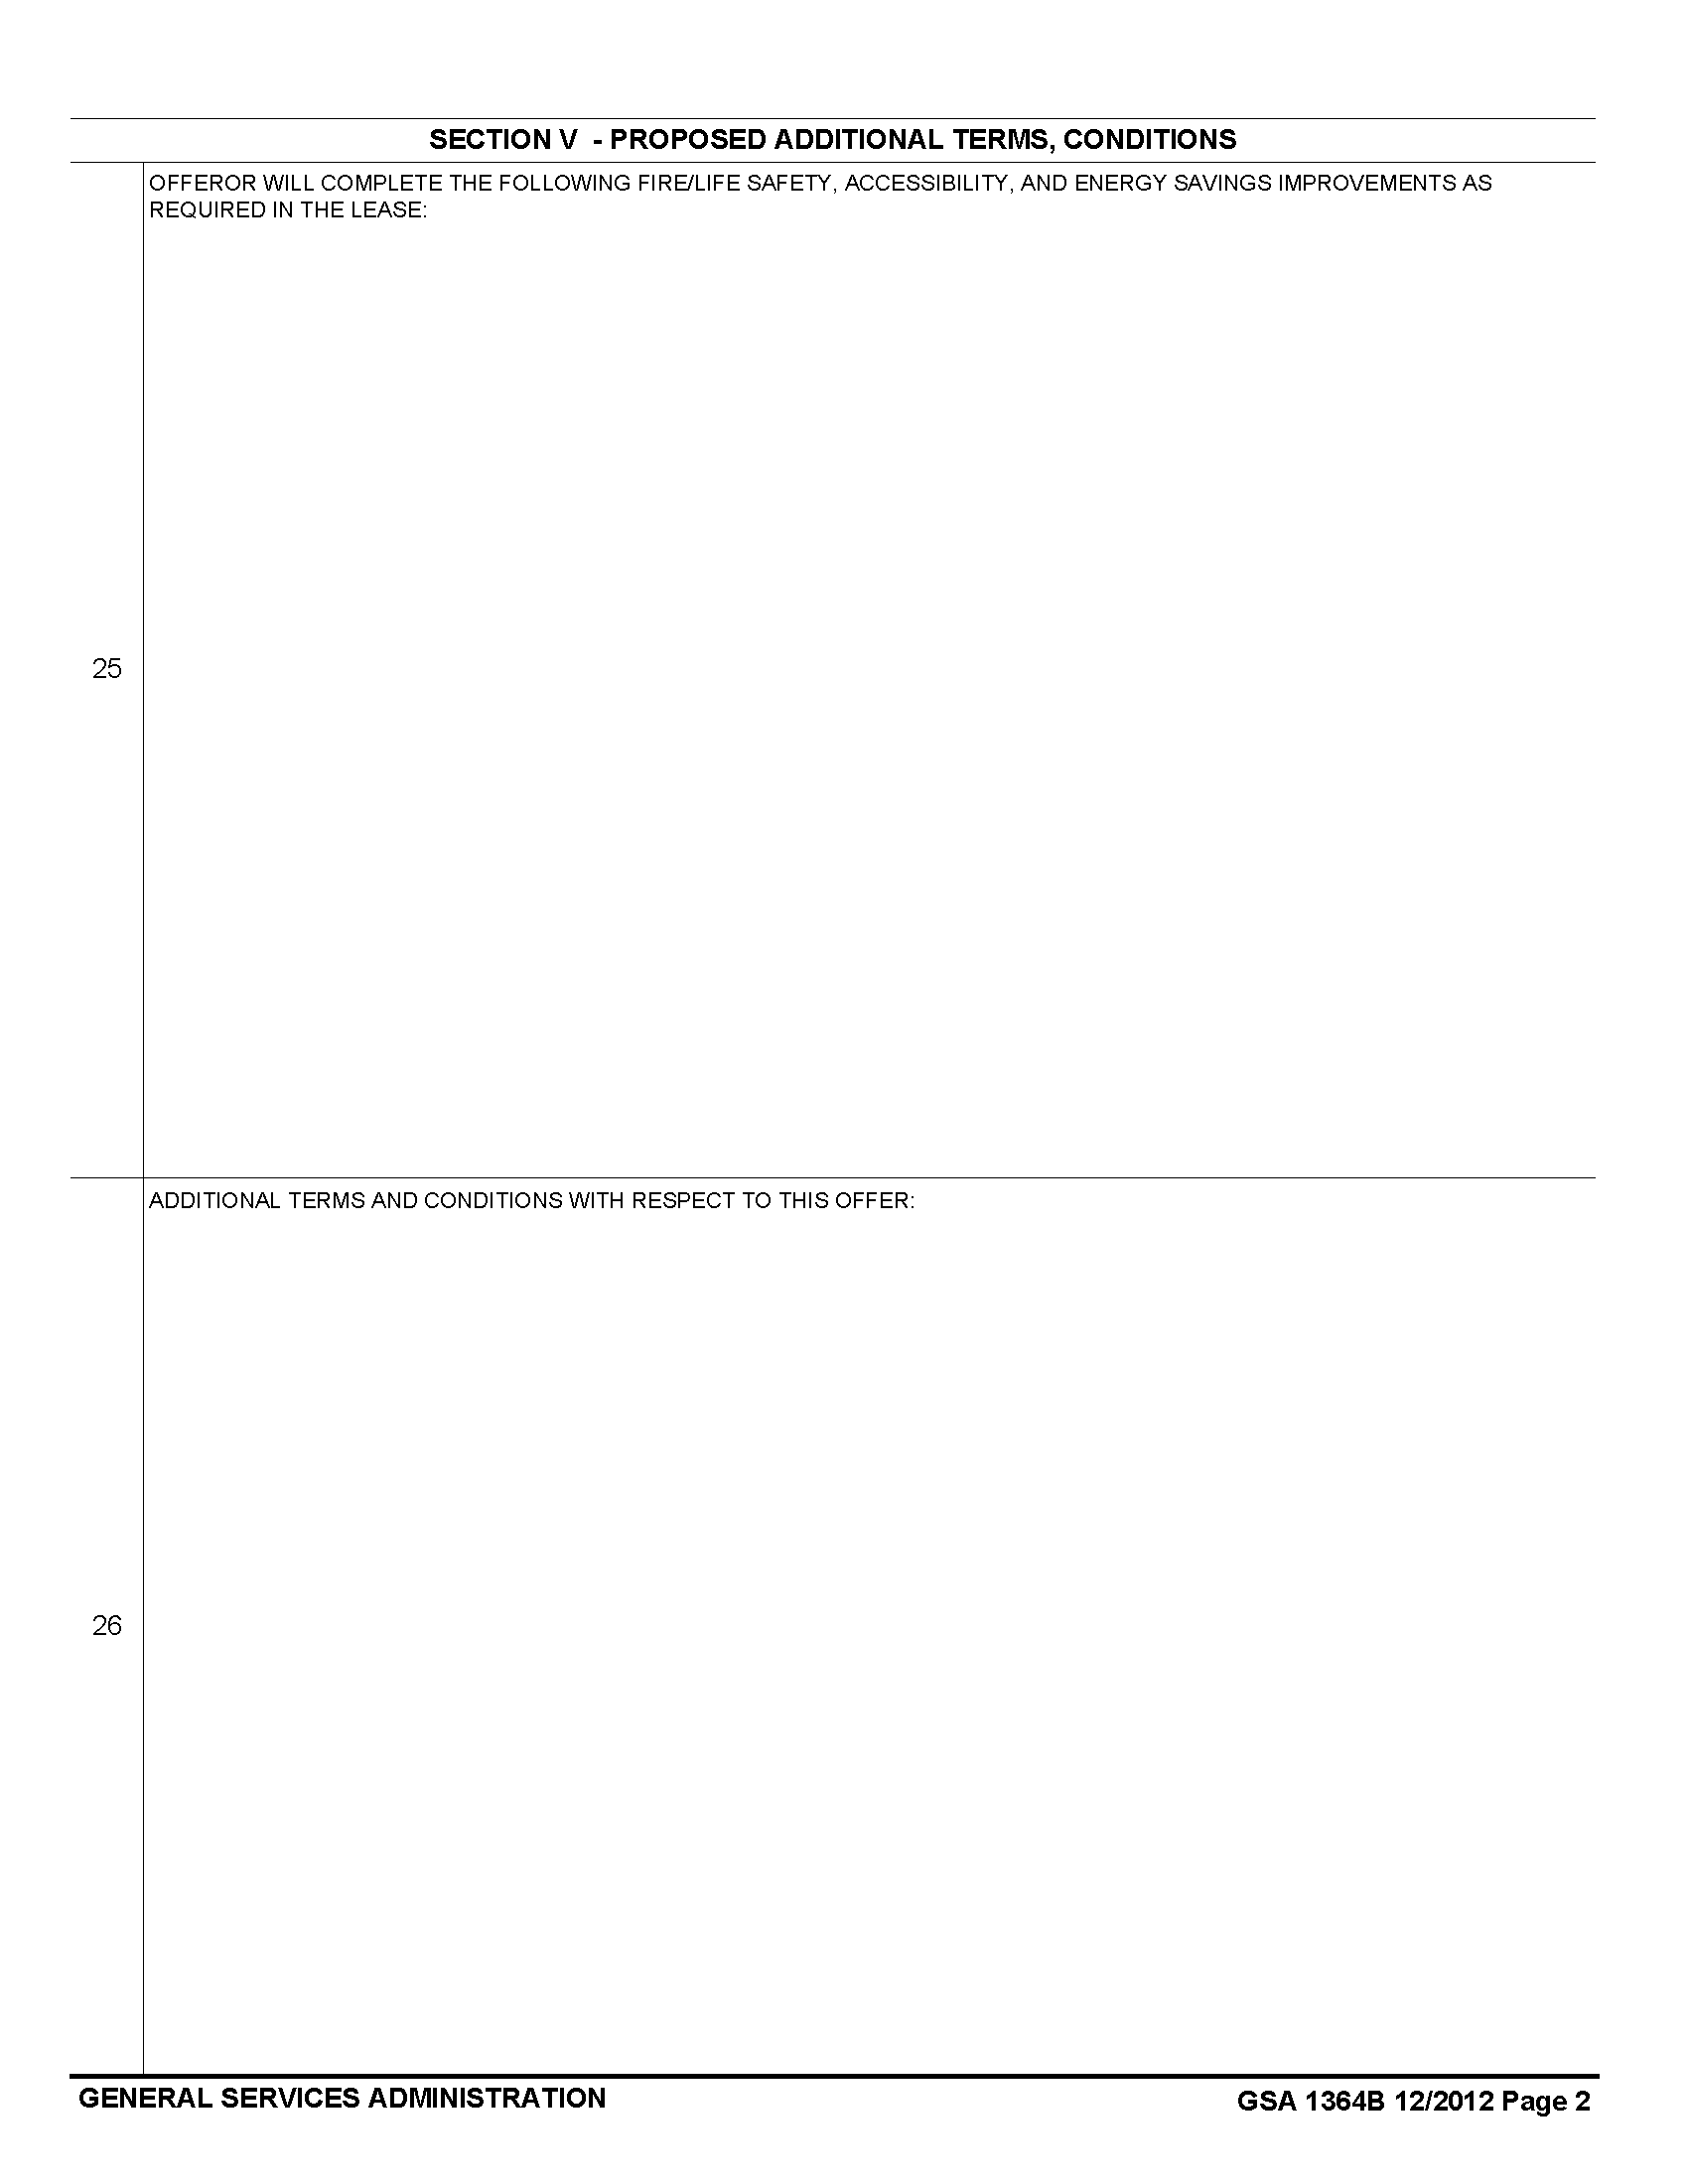 SECTION V - PROPOSED ADDITIONAL TERMS, CONDITIONS
OFFEROR WILL COMPLETE THE FOLLOWING FIRE/LIFE SAFETY, ACCESSIBILITY, AND ENERGY SAVINGS IMPROVEMENTS AS
REQUIRED IN THE LEASE:
25
ADDITIONAL TERMS AND CONDITIONS WITH RESPECT TO THIS OFFER:
26
GENERAL SERVICES ADMINISTRATION
GSA 1364B 12/2012 Page 2